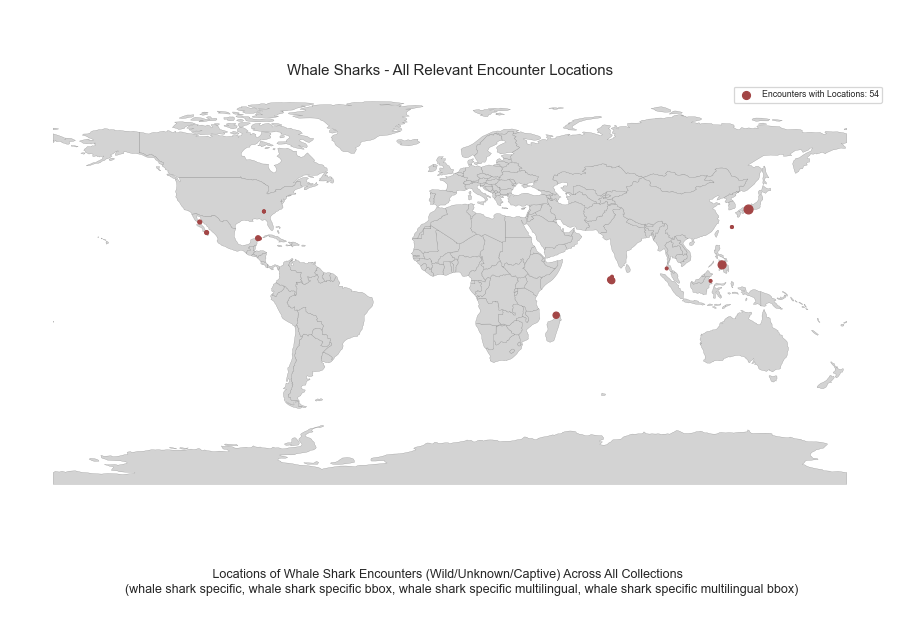 Whale Sharks - All Relevant Encounter Locations
Encounters with Locations: 54
Locations of Whale Shark Encounters (Wild/Unknown/Captive) Across All Collections
(whale shark specific, whale shark specific bbox, whale shark specific multilingual, whale shark specific multilingual bbox)